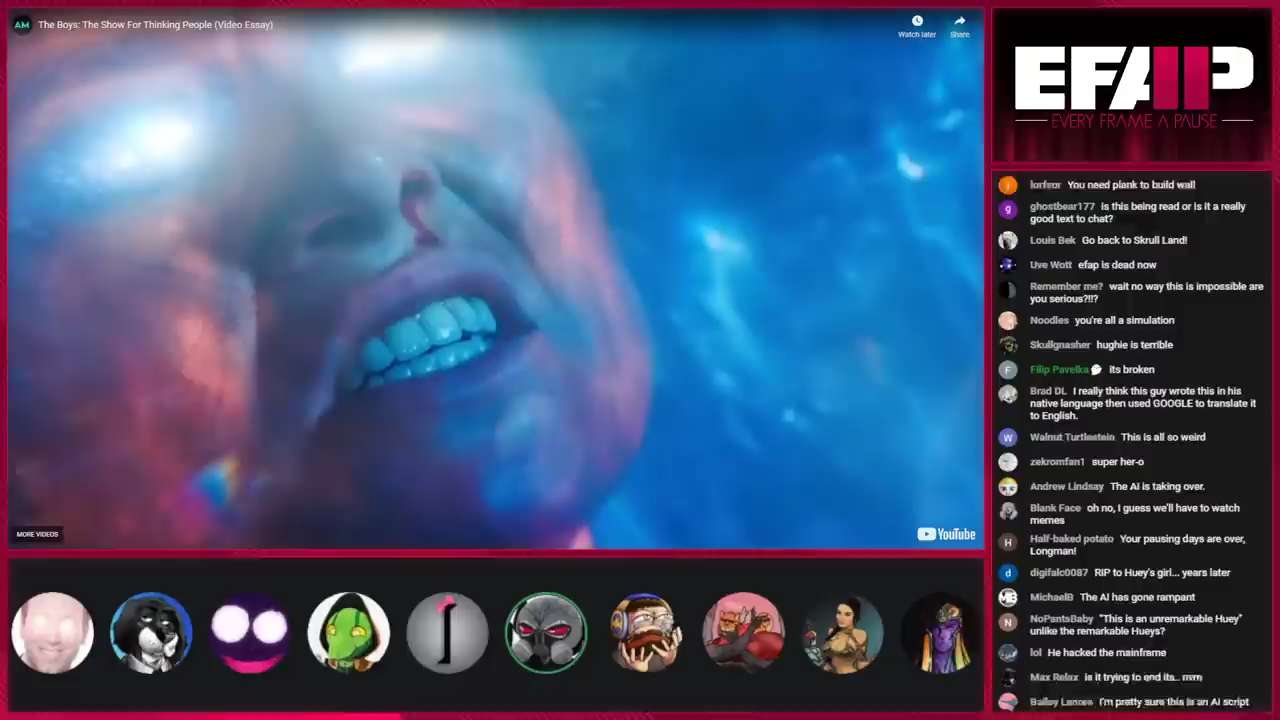 AM The Boys: The Show For Thinking People (Video Essay)
Watch later
Share
MORE VIDEOS
YouTube
EFAP
EVERY FRAME A PAUSE
lorfeor You need plank to build wall
ghostbear177 is this being read or is it a really
good text to chat?
Louis Bek Go back to Skrull Land!
Uve Wott efap is dead now
Remember me? wait no way this is impossible are
you serious?!!?
Noodles you're all a simulation
Skullgnasher hughie is terrible
F Filip Pavelka its broken
Brad DL I really think this guy wrote this in his
native language then used GOOGLE to translate it
to English.
W Walnut Turtlestein This is all so weird
zekromfan1 super her-o
Andrew Lindsay The AI is taking over.
Blank Face oh no, I guess we'll have to watch
memes
H Half-baked potato Your pausing days are over,
Longman!
d digifalc0087 RIP to Huey's girl... years later
MB MichaelB The AI has gone rampant
N NoPantsBaby "This is an unremarkable Huey"
unlike the remarkable Hueys?
lol He hacked the mainframe
Max Relax is it trying to end its...
Bailey I'm pretty sure this is an AI script